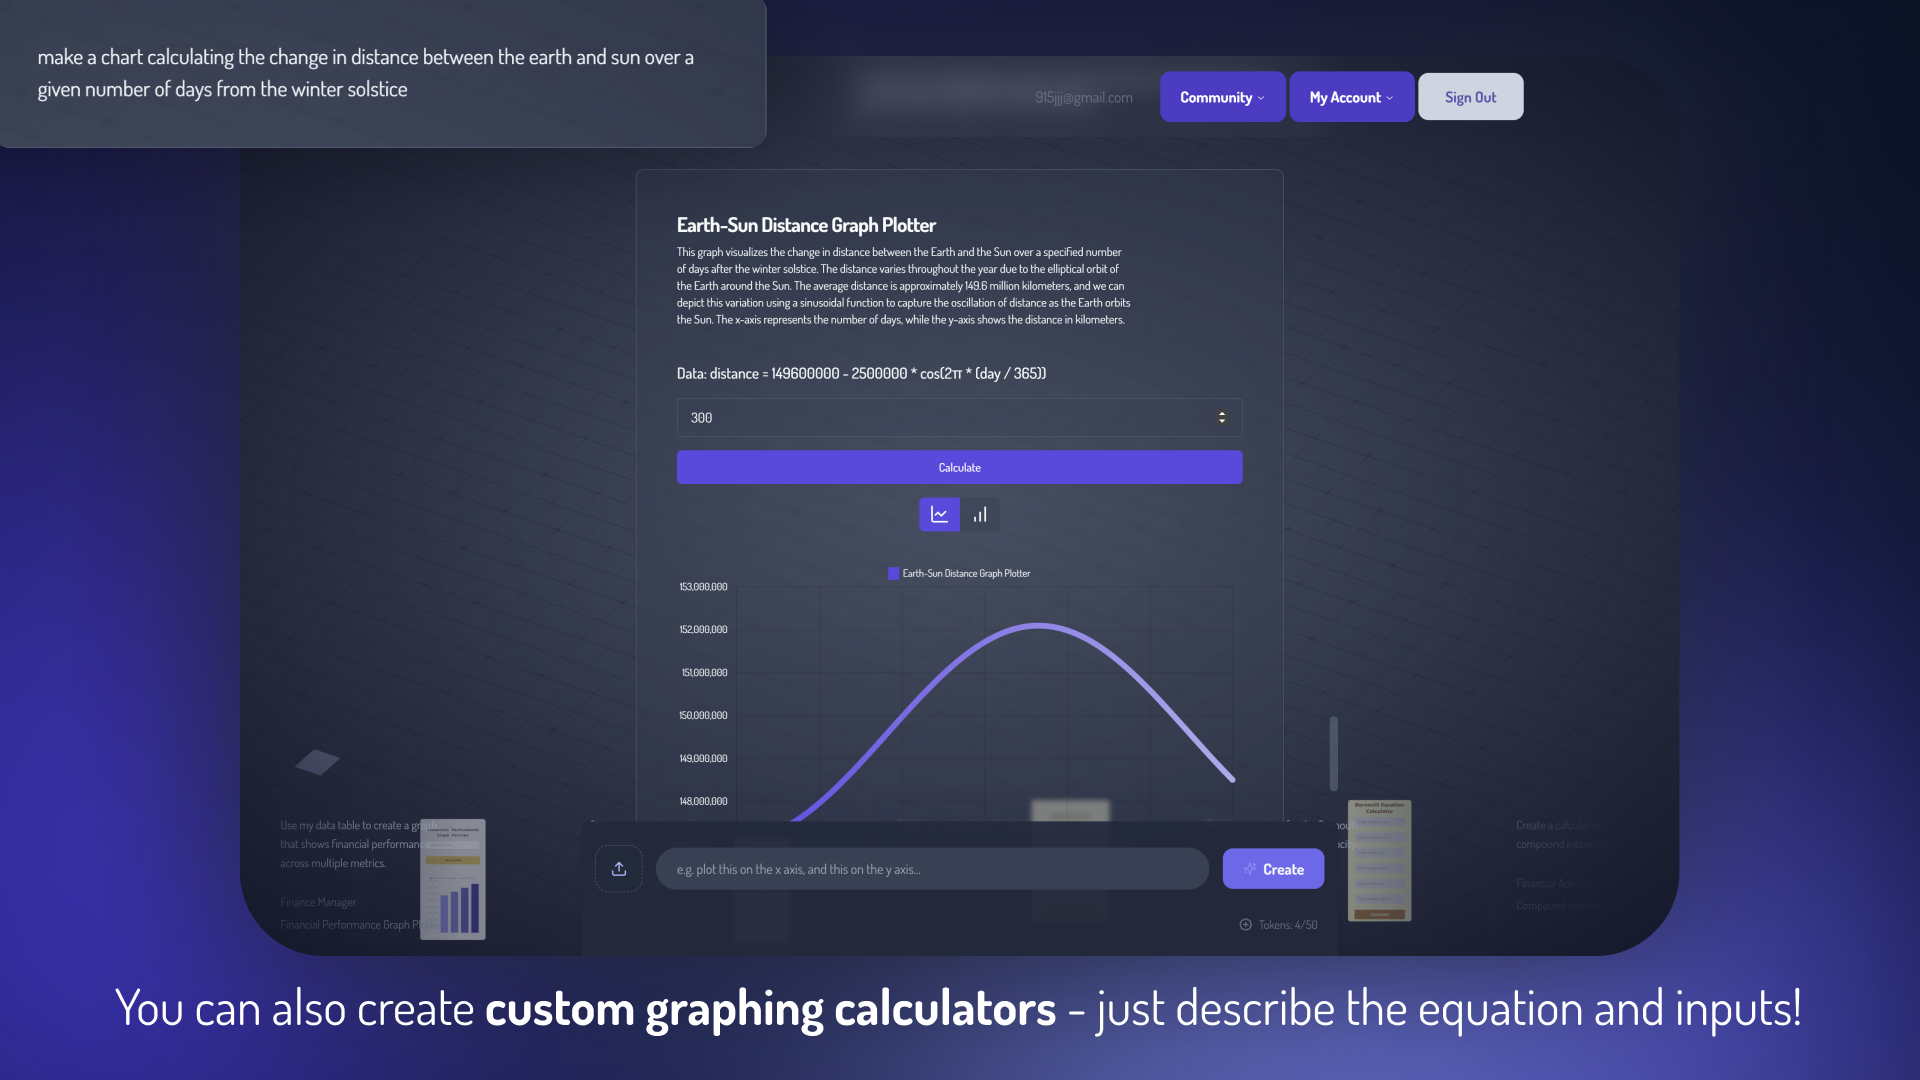 make a chart calculating the change in distance between the earth and sun over a
given number of days from the winter solstice
915jjj@gmail.com
Community
My Account
Sign Out
Earth-Sun Distance Graph Plotter
This graph visualizes the change in distance between the Earth and the Sun over a specified number
of days after the winter solstice. The distance varies throughout the year due to the elliptical orbit of
the Earth around the Sun. The average distance is approximately 149.6 million kilometers, and we can
depict this variation using a sinusoidal function to capture the oscillation of distance as the Earth orbits
the Sun. The x-axis represents the number of days, while the y-axis shows the distance in kilometers.
Data: distance = 149600000 - 2500000 * cos(2π * (day / 365))
300
Calculate
Earth-Sun Distance Graph Plotter
153,000,000
152,000,000
151,000,000
150,000,000
149,000,000
148,000,000
Use my data table to create a graph
that shows financial performance
across multiple metrics.
Finance Manager
Financial Performance Graph
Financial Performance
Bernoulli Equation
Calculator
Calculate
Create a
compound
Financial
Compound
e.g. plot this on the x axis, and this on the y axis...
Create
Tokens: 4/50
You can also create custom graphing calculators - just describe the equation and inputs!